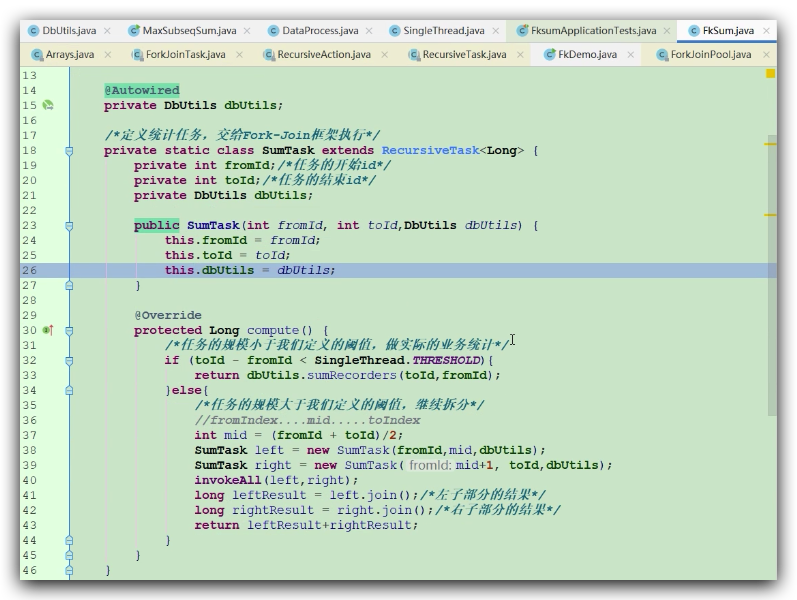 DbUtils.java × MaxSubseqSum.java × DataProcess.java × SingleThread.java × FksumApplicationTests.java × FkSum.java ×
Arrays.java × ForkJoinTask.java × RecursiveAction.java × RecursiveTask.java × FkDemo.java × ForkJoinPool.java ×
13
14 @Autowired
15 private DbUtils dbUtils;
16
17 /*定义统计任务，交给Fork-Join框架执行*/
18 private static class SumTask extends RecursiveTask<Long> {
19 private int fromId;/*任务的开始id*/
20 private int toId;/*任务的结束id*/
21 private DbUtils dbUtils;
22
23 public SumTask(int fromId, int toId,DbUtils dbUtils) {
24 this.fromId = fromId;
25 this.toId = toId;
26 this.dbUtils = dbUtils;
27 }
28
29 @Override
30 protected Long compute() {
31 /*任务的规模小于我们定义的阈值，做实际的业务统计*/
32 if (toId - fromId < SingleThread.THRESHOLD){
33 return dbUtils.sumRecorders(toId,fromId);
34 }else{
35 /*任务的规模大于我们定义的阈值，继续拆分*/
36 //fromIndex....mid.....toIndex
37 int mid = (fromId + toId)/2;
38 SumTask left = new SumTask(fromId,mid,dbUtils);
39 SumTask right = new SumTask( fromId: mid+1, toId,dbUtils);
40 invokeAll(left,right);
41 long leftResult = left.join();/*左子部分的结果*/
42 long rightResult = right.join();/*右子部分的结果*/
43 return leftResult+rightResult;
44 }
45 }
46 }